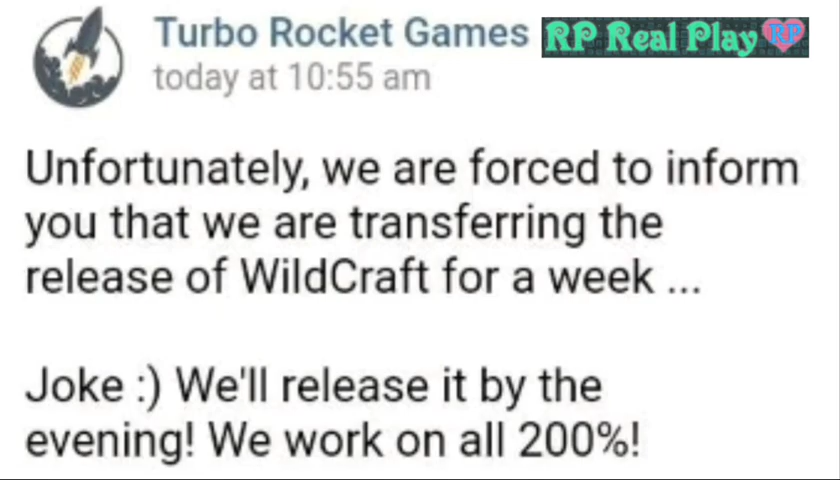 Turbo Rocket Games
RP Real Play RP
today at 10:55 am
Unfortunately, we are forced to inform
you that we are transferring the
release of WildCraft for a week ...
Joke :) We'll release it by the
evening! We work on all 200%!